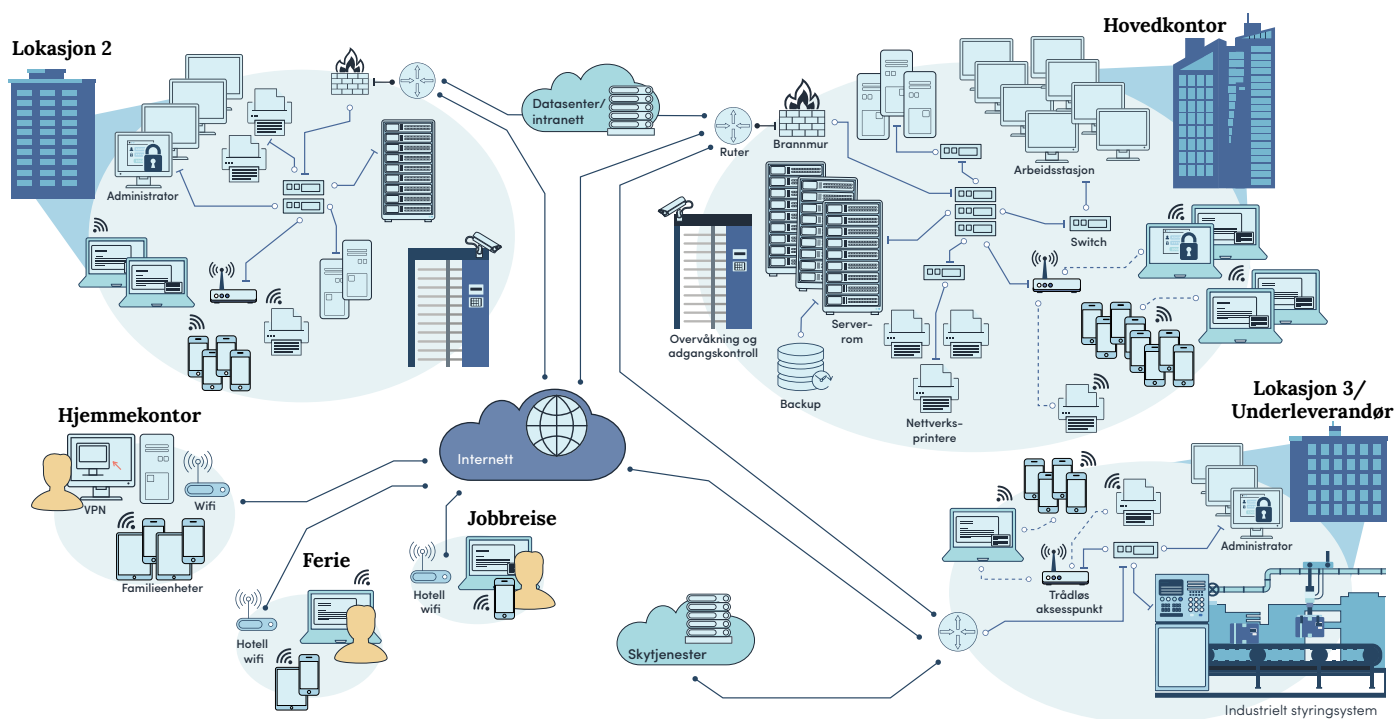 Lokasjon 2
Administrator
Datasenter/
intranett
Hovedkontor
Ruter
Brannmur
Arbeidsstasjon
Switch
Overvåkning og
adgangskontroll
Server-
rom
Backup
Nettverks-
printere
Hjemmekontor
VPN
Wifi
Familieenheter
Internett
Ferie
Hotell
wifi
Jobbreise
Hotell
wifi
Skytjenester
Lokasjon 3/
Underleverandør
Administrator
Trådløs
aksesspunkt
Industrielt styringsystem